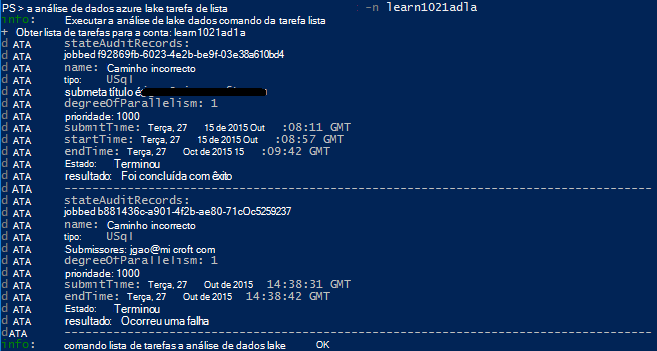 PS > a análise de dados azure lake tarefa de lista -n learn1021adla
info: Executar a análise de lake dados comando da tarefa lista
+ Obter lista de tarefas para a conta: learn1021ad1a
d ATA stateAuditRecords:
d ATA jobbed f92869fb-6023-4e2b-be9f-03e38a610bd4
d ATA name: Caminho incorrecto
d ATA tipo: USql
d ATA submeta título é
d ATA degreeOfParallelism: 1
d ATA prioridade: 1000
d ATA submitTime: Terça, 27 15 de 2015 Out :08:11 GMT
d ATA startTime: Terça, 27 15 de 2015 Out :08:57 GMT
d ATA endTime: Terça, 27 Oct de 2015 15 :09:42 GMT
d ATA Estado: Terminou
d ATA resultado: Foi concluída com êxito
d ATA ----------------------------------------------------------------------
d ATA stateAuditRecords:
d ATA jobbed b881436c-a901-4f2b-ae80-71cOc5259237
d ATA name: Caminho incorrecto
d ATA tipo: USql
d ATA Submissores: jgao@mi croft com
d ATA degreeOfParallelism: 1
d ATA prioridade: 1000
d ATA submitTime: Terça, 27 Out de 2015 14:38:31 GMT
d ATA endTime: Terça, 27 Out de 2015 14:38:42 GMT
d ATA Estado: Terminou
d ATA resultado: Ocorreu uma falha
dATA ----------------------------------------------------------------------
info: comando lista de tarefas a análise de dados lake OK